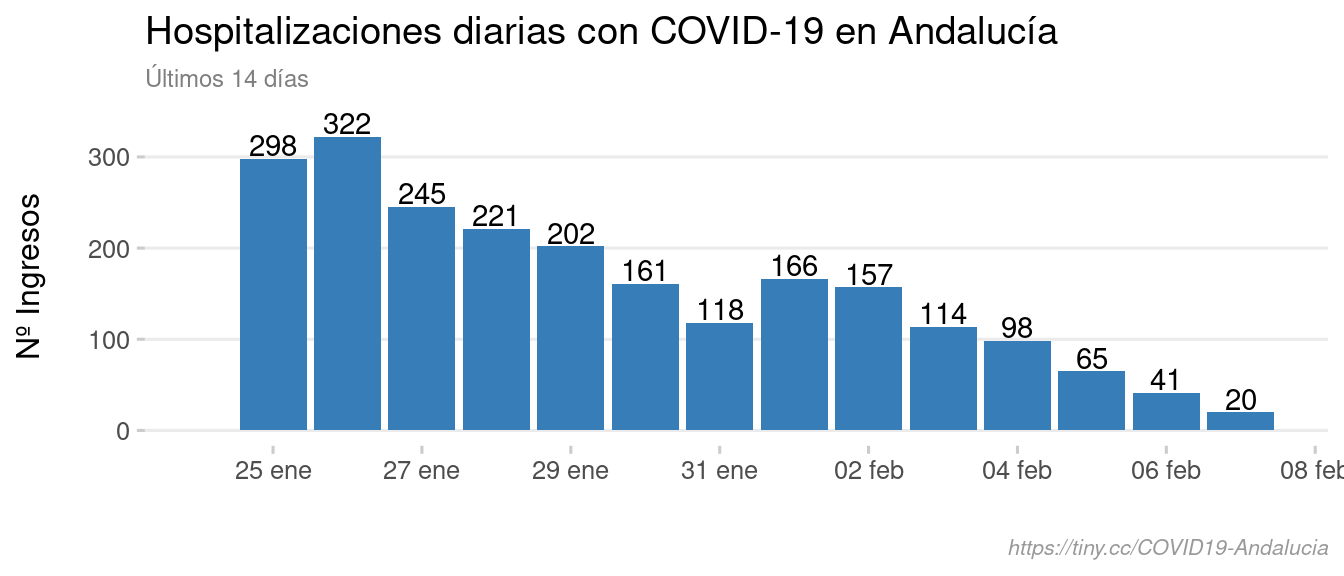 Hospitalizaciones diarias con COVID-19 en Andalucía
Últimos 14 días
Nº Ingresos
300
200
100
0
298
322
245
221
202
161
118
166
157
114
98
65
41
20
25 ene
27 ene
29 ene
31 ene
02 feb
04 feb
06 feb
08 feb
https://tiny.cc/COVID19-Andalucia